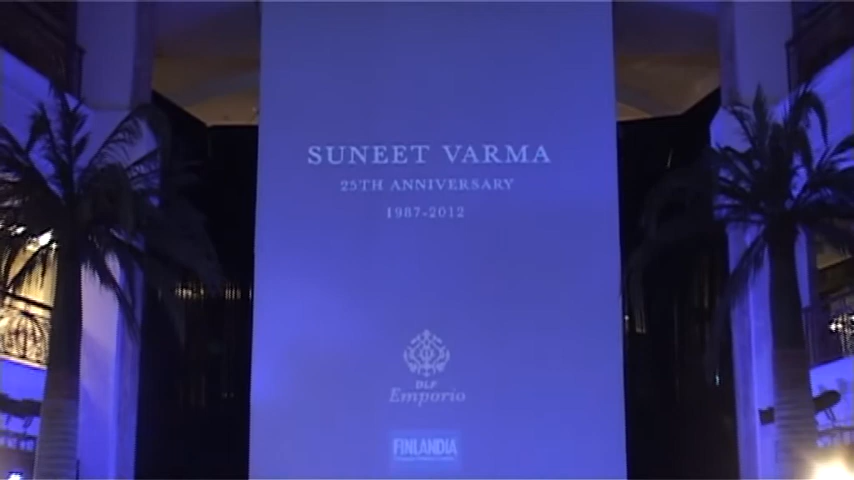 SUNEET VARMA
25TH ANNIVERSARY
1987-2012
DLF
Emporio
FINLANDIA